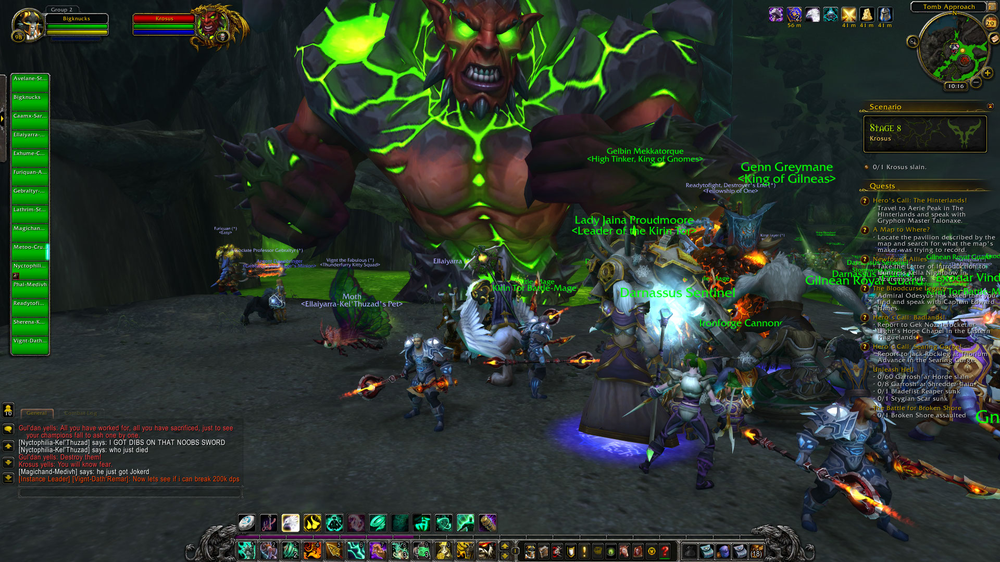 Group 2
Bigknucks
98
Krosus
56 m
41 m
41 m
41 m
Tomb Approach
N
29
10:16
Avelane-St...
Bigknucks
Caamx-Sar...
Ellaiyarra-...
Exhume-C...
Furiquan-A...
Gebraltyr-...
Lathrim-St...
Magichan...
Metoo-Cru...
Nyctophili...
Phal-Medivh
Readytofi...
Sherena-K...
Vignt-Dath...
Scenario
Stage 8
Krosus
0/1 Krosus slain.
Quests
Hero's Call: The Hinterlands!
- Travel to Aerie Peak in The
Hinterlands and speak with
Gryphon Master Talonaxe.
A Map to Where?
- Locate the pavilion described by the
map and search for what the map's
maker was trying to record.
Newfound Allies
- Take the Letter of Introduction to
Huntress Kella Nightbow in
Azuremyst Isle.
The Bloodcurse Legacy
- Admiral Odesyus has asked that you
find and speak with Captain Edward
Hanes.
Hero's Call: Badlands!
- Report to Gek Nozzlerocket at
Light's Hope Chapel in the Eastern
Plaguelands
Hero's Call: Searing Gorge!
- Report to Jack Rockleg at Thorium
Advance in the Searing Gorge.
Unleash Hell
- 0/60 Garrosh'ar Horde slain
- 0/8 Garrosh'ar Shredder slain
- 0/1 Bladefist Reaper sunk
- 0/1 Stygian Scar sunk
The Battle for Broken Shore
- 0/1 Broken Shore assaulted
Gelbin Mekkatorque
<High Tinker, King of Gnomes>
Genn Greymane
<King of Gilneas>
Readytofight, Destroyer's End (*)
<Fellowship of One>
Lady Jaina Proudmoore
<Leader of the Kirin Tor>
Furiquan (*)
<Easy>
Associate Professor Gebraltyr (*)
Vignt the Fabulous (*)
<Thunderfury Kitty Squad>
Ellaiyarra
Moth
<Ellaiyarra-Kel'Thuzad's Pet>
Kirin Tor Battle-Mage
Darnassus Sentinel
Gilnean Royal Guard
Ironforge Cannone
Exodar Vind
Kirin Tor Battle-M
Gn
General
Combat Log
Gul'dan yells: All you have worked for, all you have sacrificed, just to see
your champions fall to ash one by one.
[Nyctophilia-Kel'Thuzad] says: I GOT DIBS ON THAT NOOBS SWORD
[Nyctophilia-Kel'Thuzad] says: who just died
Gul'dan yells: Destroy them!
Krosus yells: You will know fear.
[Magichand-Medivh] says: he just got Jokerd
[Instance Leader] [Vignt-Dath'Remar]: Now lets see if i can break 200k dps
10
1
(18)